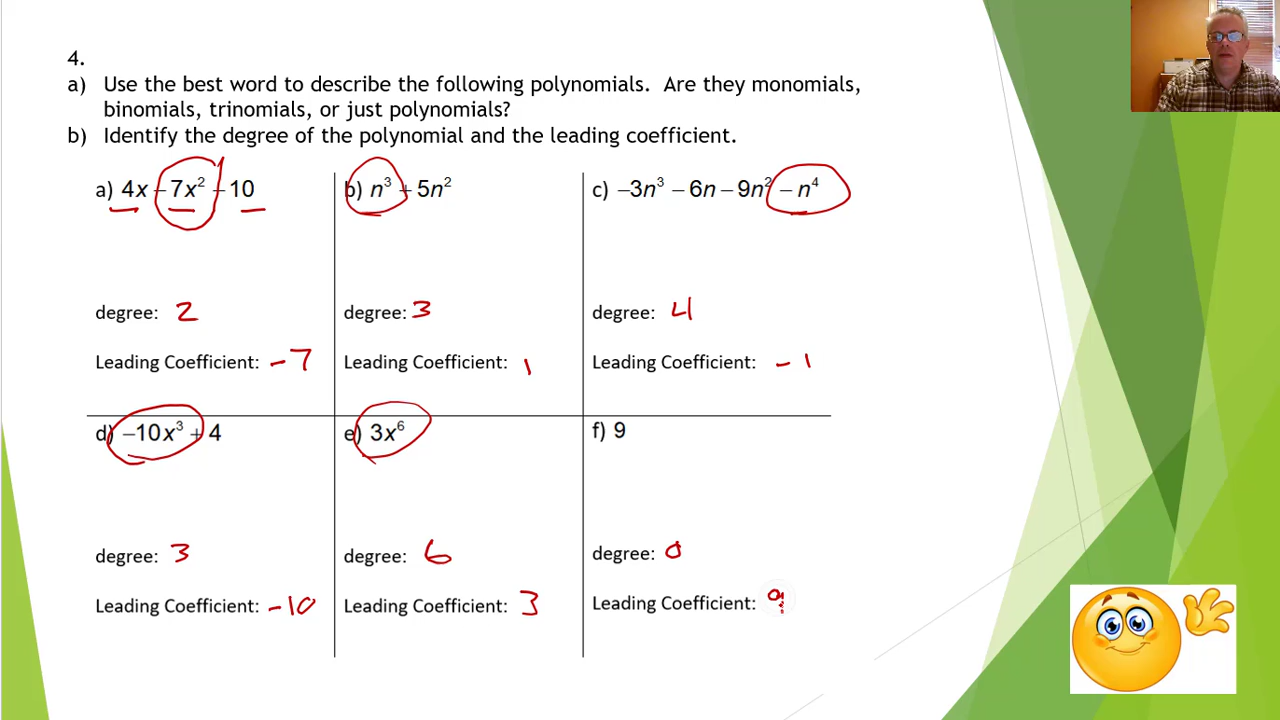 4.
a) Use the best word to describe the following polynomials. Are they monomials,
binomials, trinomials, or just polynomials?
b) Identify the degree of the polynomial and the leading coefficient.
a) 4x − 7x² + 10
degree: 2
Leading Coefficient: -7
b) n³ + 5n²
degree: 3
Leading Coefficient: 1
c) −3n³ − 6n − 9n² − n⁴
degree: 4
Leading Coefficient: -1
d) −10x³ + 4
degree: 3
Leading Coefficient: -10
e) 3x⁶
degree: 6
Leading Coefficient: 3
f) 9
degree: 0
Leading Coefficient: 9